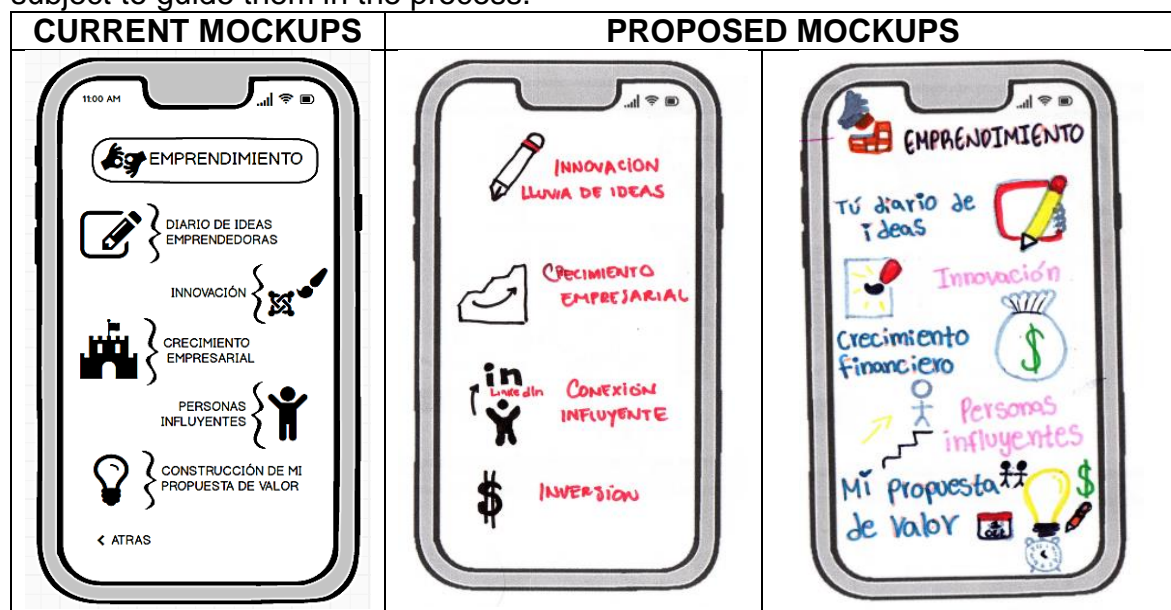 subject to guide them in the process.
CURRENT MOCKUPS
PROPOSED MOCKUPS
11:00 AM
EMPRENDIMIENTO
DIARIO DE IDEAS
EMPRENDEDORAS
INNOVACIÓN
CRECIMIENTO
EMPRESARIAL
PERSONAS
INFLUYENTES
CONSTRUCCIÓN DE MI
PROPUESTA DE VALOR
< ATRAS
INNOVACION
LLUVIA DE IDEAS
CRECIMIENTO
EMPRESARIAL
in
LinkedIn
CONEXIÓN
INFLUYENTE
$
INVERSION
EMPRENDIMIENTO
Tú diario de
ideas
Innovación
Crecimiento
financiero
$
Personas
influyentes
Mi Propuesta
de valor
$